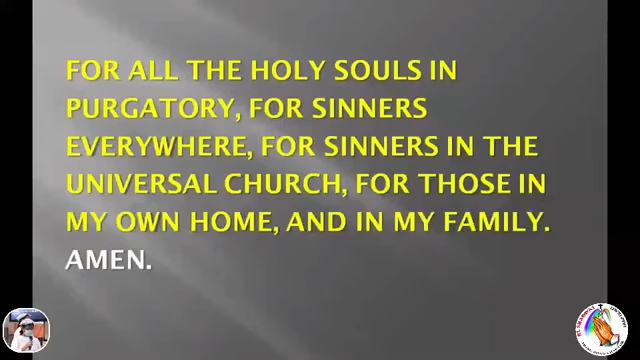 FOR ALL THE HOLY SOULS IN
PURGATORY, FOR SINNERS
EVERYWHERE, FOR SINNERS IN THE
UNIVERSAL CHURCH, FOR THOSE IN
MY OWN HOME, AND IN MY FAMILY.
AMEN.